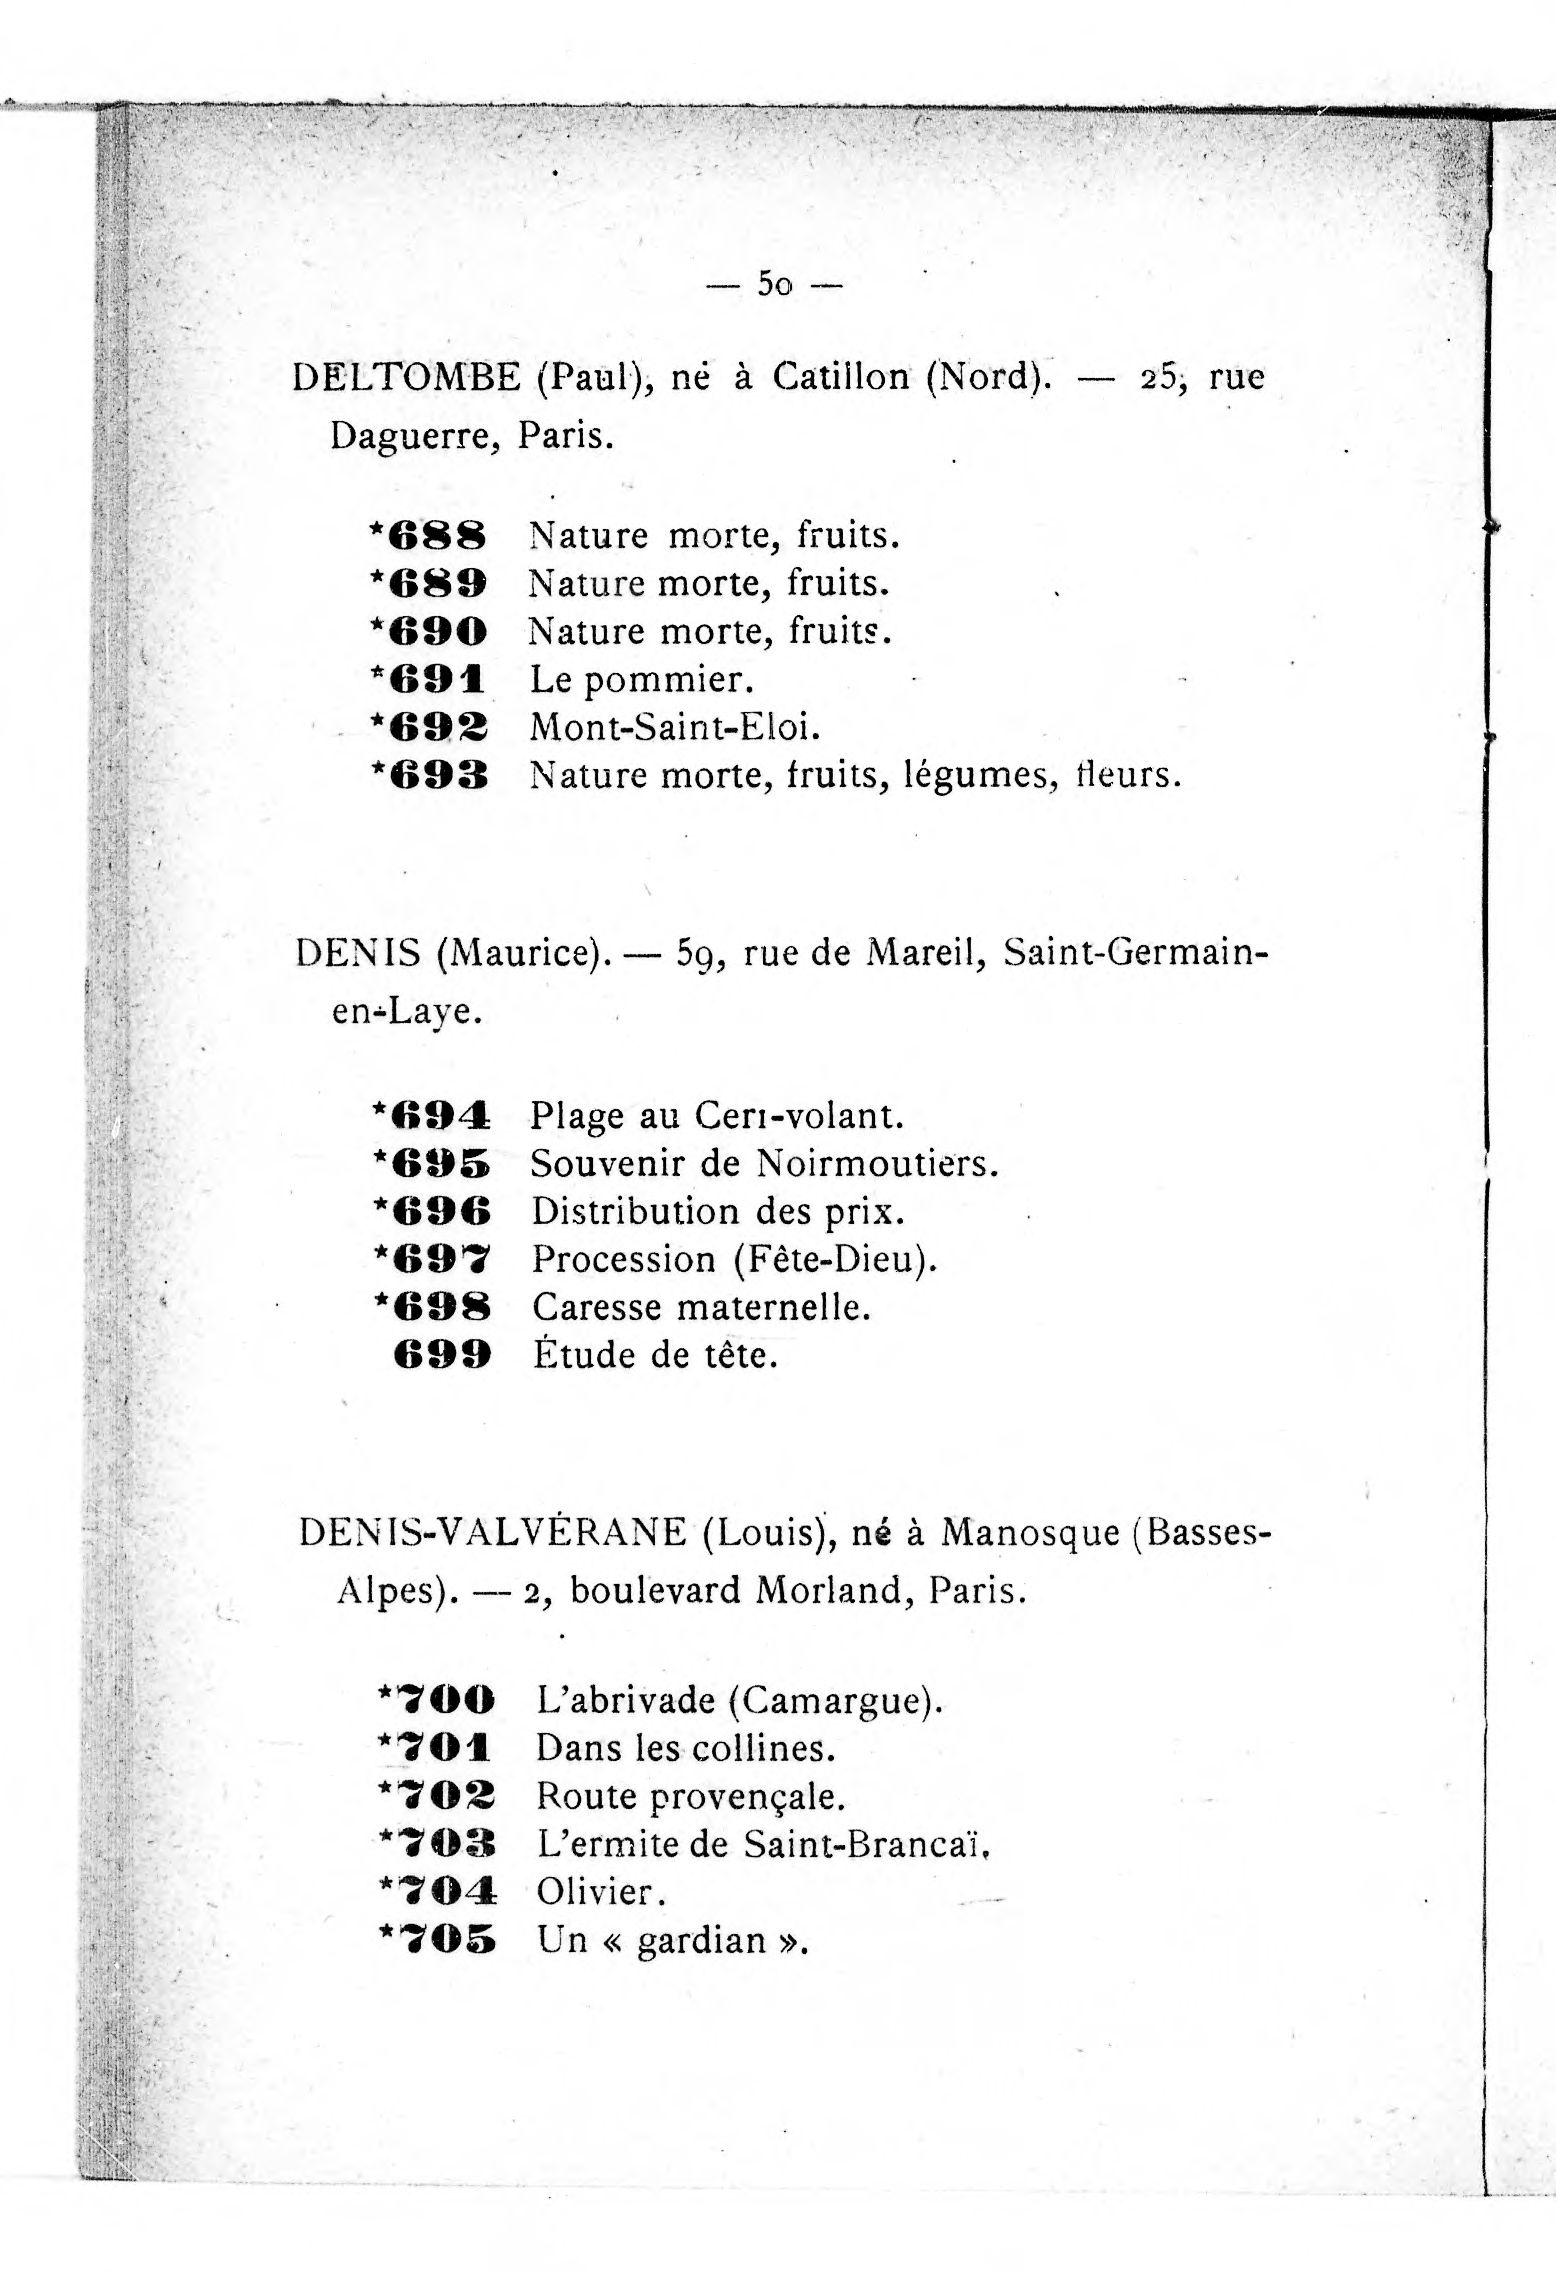 — 50 —
DELTOMBE (Paul), né à Catillon (Nord). — 25, rue
Daguerre, Paris.
*688 Nature morte, fruits.
*689 Nature morte, fruits.
*690 Nature morte, fruits.
*691 Le pommier.
*692 Mont-Saint-Eloi.
*693 Nature morte, fruits, légumes, fleurs.
DENIS (Maurice). — 59, rue de Mareil, Saint-Germain-
en-Laye.
*694 Plage au Cerf-volant.
*695 Souvenir de Noirmoutiers.
*696 Distribution des prix.
*697 Procession (Fête-Dieu).
*698 Caresse maternelle.
699 Étude de tête.
DENIS-VALVÉRANE (Louis), né à Manosque (Basses-
Alpes). — 2, boulevard Morland, Paris.
*700 L'abrivade (Camargue).
*701 Dans les collines.
*702 Route provençale.
*703 L'ermite de Saint-Brancaï.
*704 Olivier.
*705 Un « gardian ».